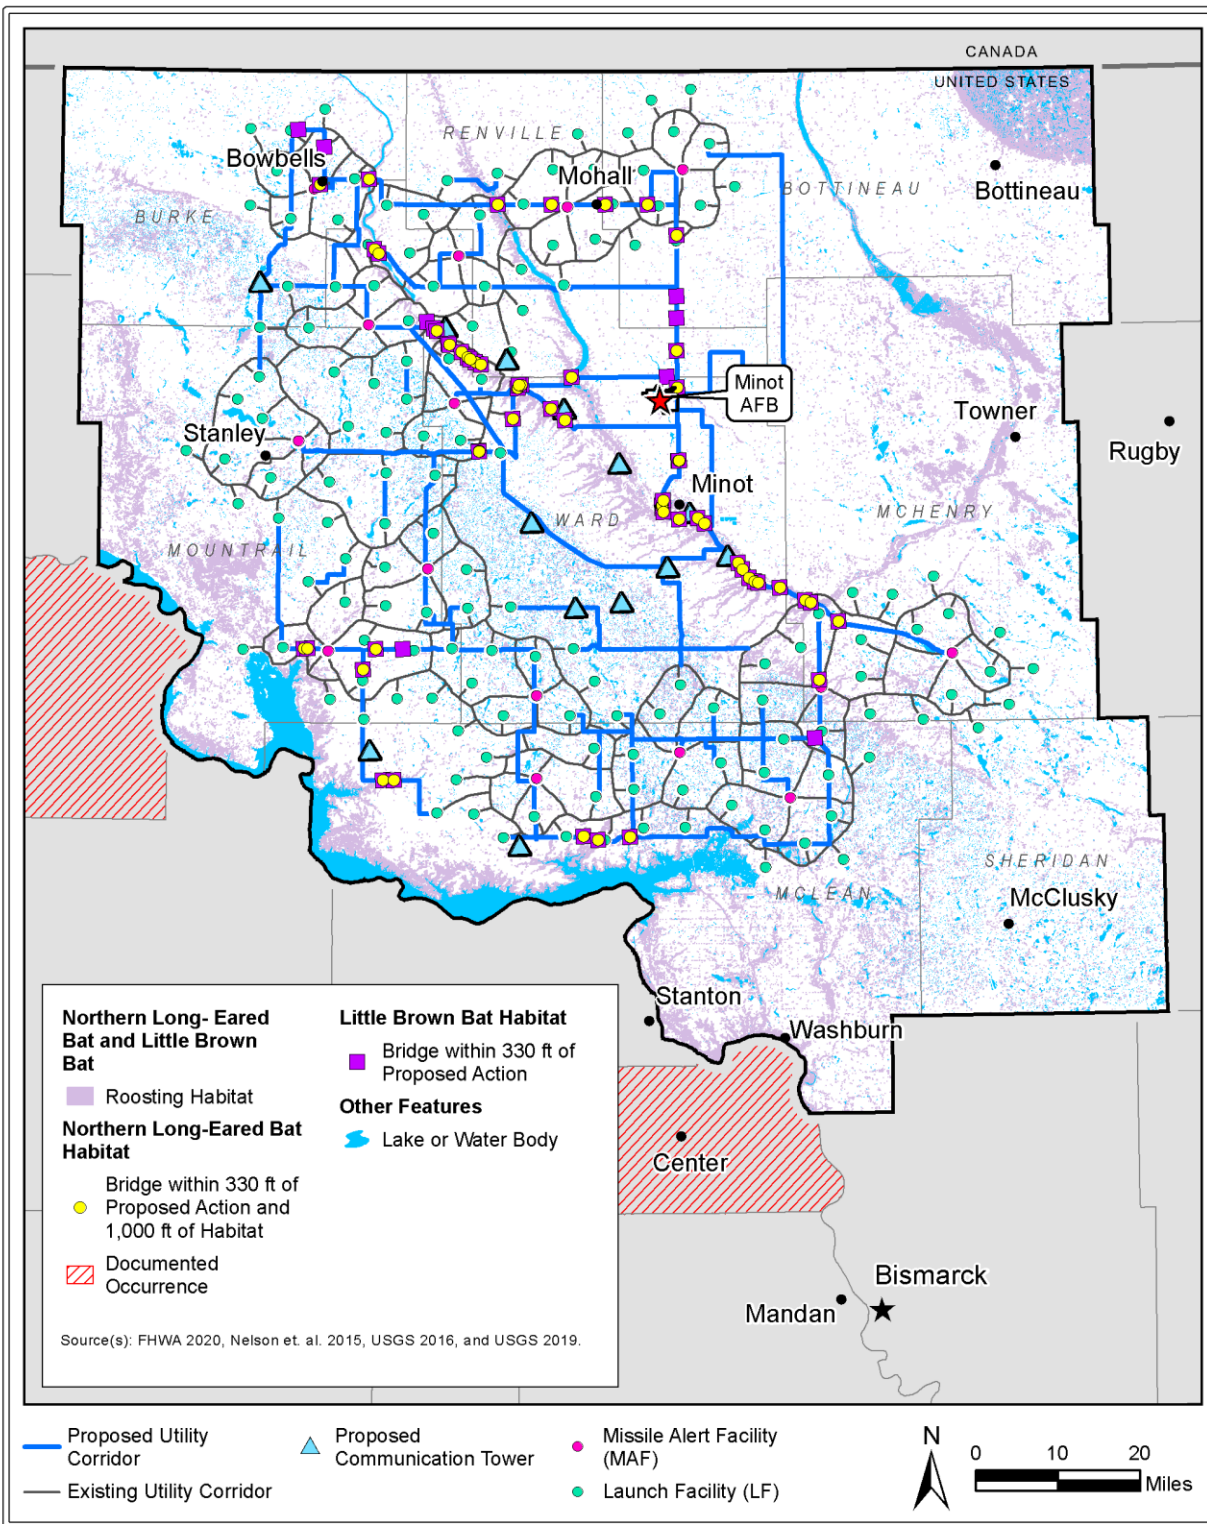 CANADA
UNITED STATES
RENVILLE
Bowbells
Mohall
BOTTINEAU
Bottineau
BURKE
Minot
AFB
Towner
Stanley
Rugby
Minot
WARD
MCHENRY
MOUNTRAIL
SHERIDAN
MCLEAN
McClusky
Stanton
Washburn
Center
Bismarck
Mandan
Northern Long- Eared
Bat and Little Brown
Bat
Roosting Habitat
Northern Long-Eared Bat
Habitat
Bridge within 330 ft of
Proposed Action and
1,000 ft of Habitat
Documented
Occurrence
Little Brown Bat Habitat
Bridge within 330 ft of
Proposed Action
Other Features
Lake or Water Body
Source(s): FHWA 2020, Nelson et. al. 2015, USGS 2016, and USGS 2019.
Proposed Utility
Corridor
Existing Utility Corridor
Proposed
Communication Tower
Missile Alert Facility
(MAF)
Launch Facility (LF)
N
0 10 20
Miles